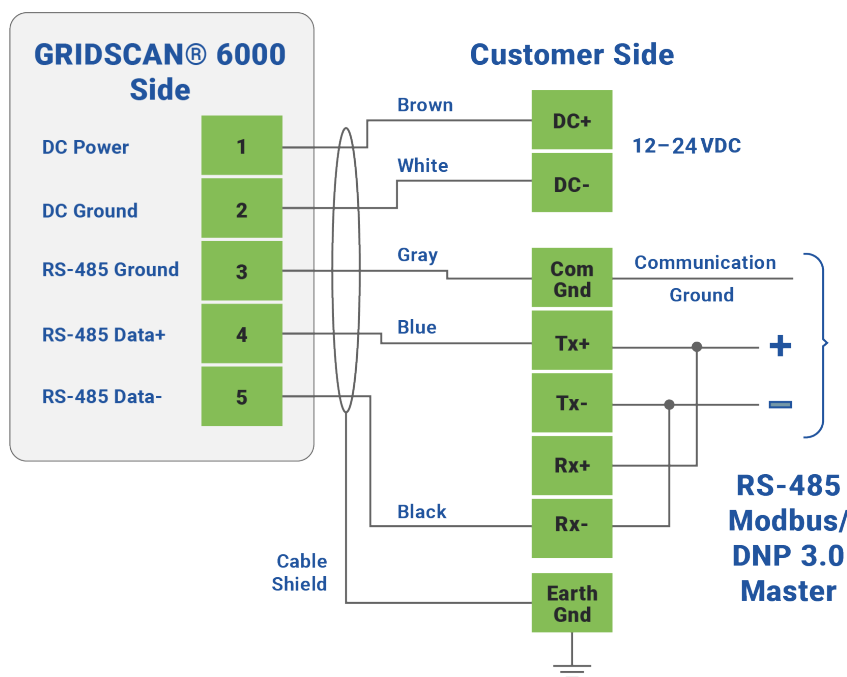 GRIDSCAN® 6000
Side
Customer Side
DC Power
1
Brown
DC+
12–24 VDC
DC Ground
2
White
DC-
RS-485 Ground
3
Gray
Com
Gnd
Communication
Ground
RS-485 Data+
4
Blue
Tx+
+
RS-485 Data-
5
Tx-
−
Rx+
Black
Rx-
RS-485
Modbus/
DNP 3.0
Master
Cable
Shield
Earth
Gnd